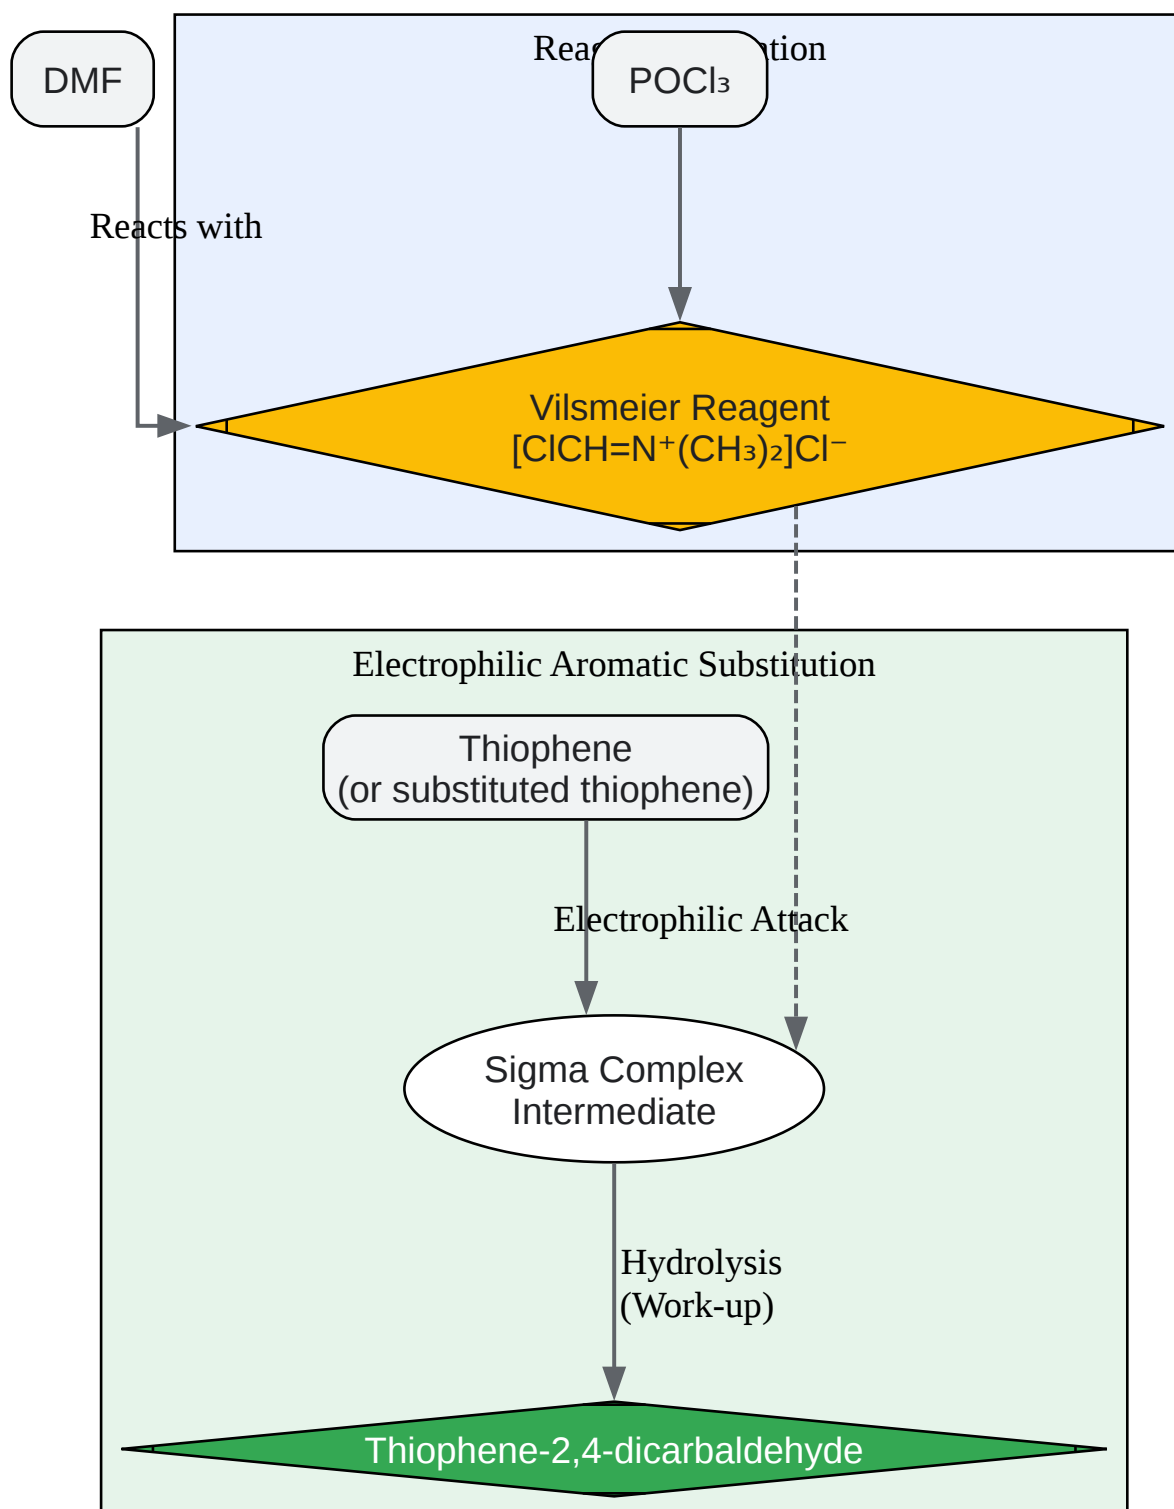 DMF
POCl₃
Reacts with
Vilsmeier Reagent
[ClCH=N⁺(CH₃)₂]Cl⁻
Electrophilic Aromatic Substitution
Thiophene
(or substituted thiophene)
Electrophilic Attack
Sigma Complex
Intermediate
Hydrolysis
(Work-up)
Thiophene-2,4-dicarbaldehyde